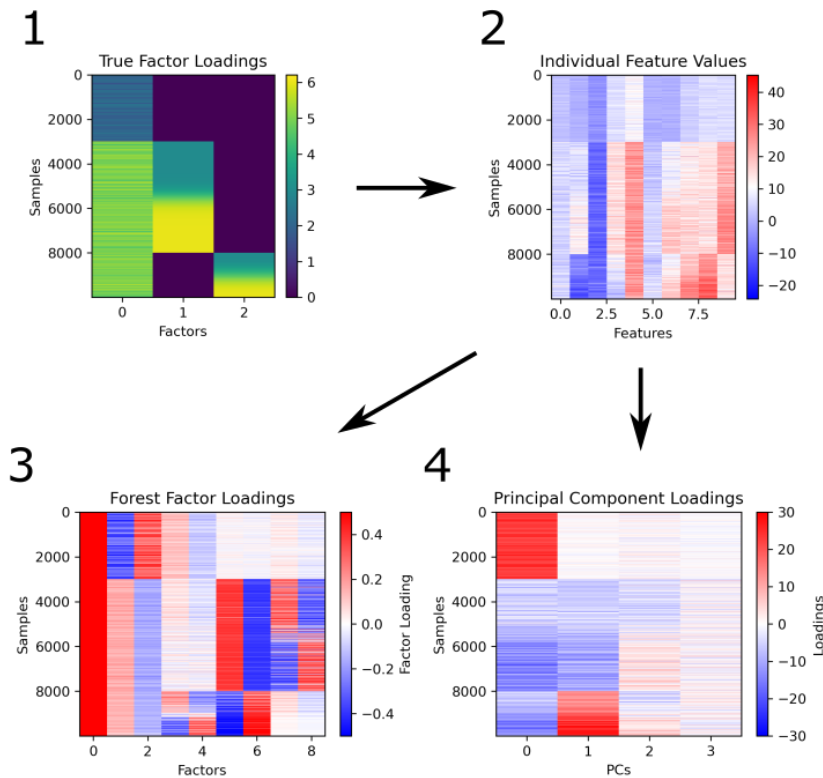 1
True Factor Loadings
0
2000
4000
6000
8000
Samples
0 1 2
Factors
6
5
4
3
2
1
0
2
Individual Feature Values
0
2000
4000
6000
8000
Samples
0.0 2.5 5.0 7.5
Features
40
30
20
10
0
−10
−20
3
Forest Factor Loadings
0
2000
4000
6000
8000
Samples
0 2 4 6 8
Factors
0.4
0.2
0.0
−0.2
−0.4
Factor Loading
4
Principal Component Loadings
0
2000
4000
6000
8000
Samples
0 1 2 3
PCs
30
20
10
0
−10
−20
−30
Loadings